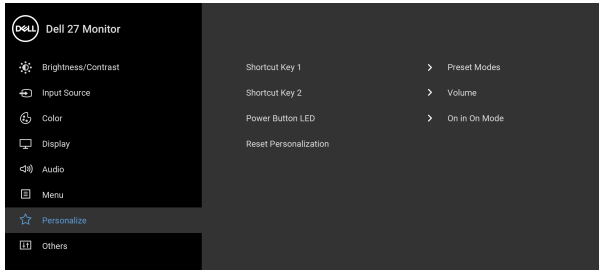 DELL Dell 27 Monitor
Brightness/Contrast
Input Source
Color
Display
Audio
Menu
Personalize
Others
Shortcut Key 1 > Preset Modes
Shortcut Key 2 > Volume
Power Button LED > On in On Mode
Reset Personalization